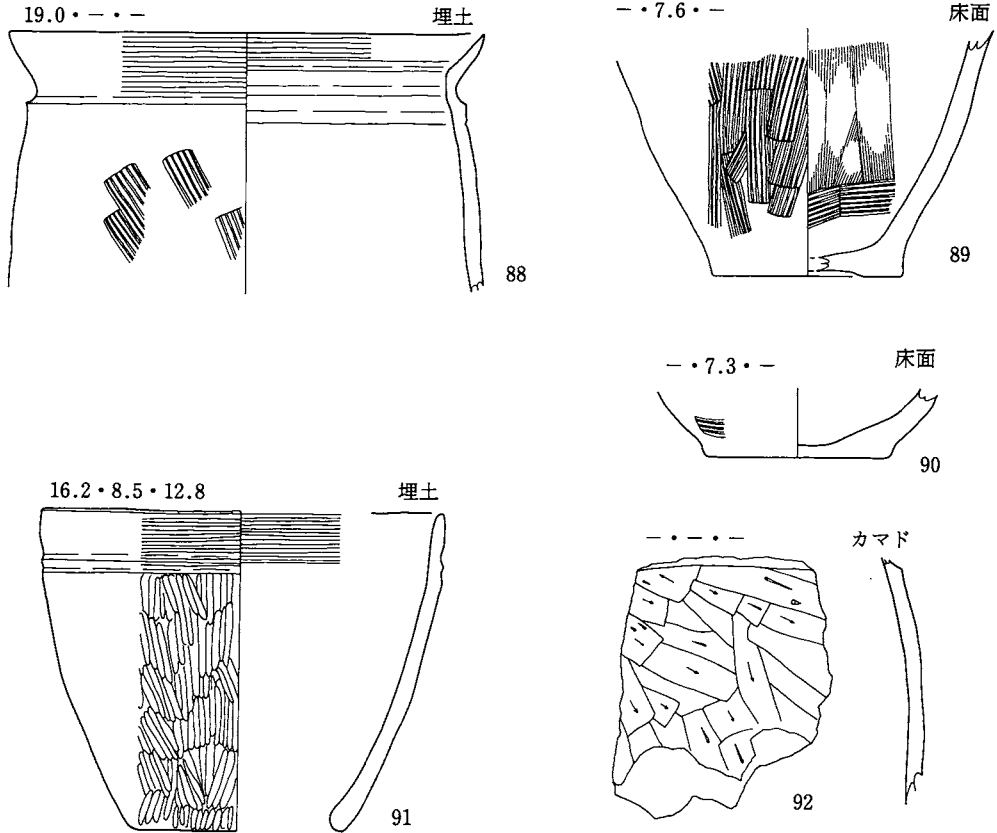 19.0・－・－ 埋土
88
－・7.6・－ 床面
89
－・7.3・－ 床面
90
16.2・8.5・12.8 埋土
91
－・－・－ カマド
92